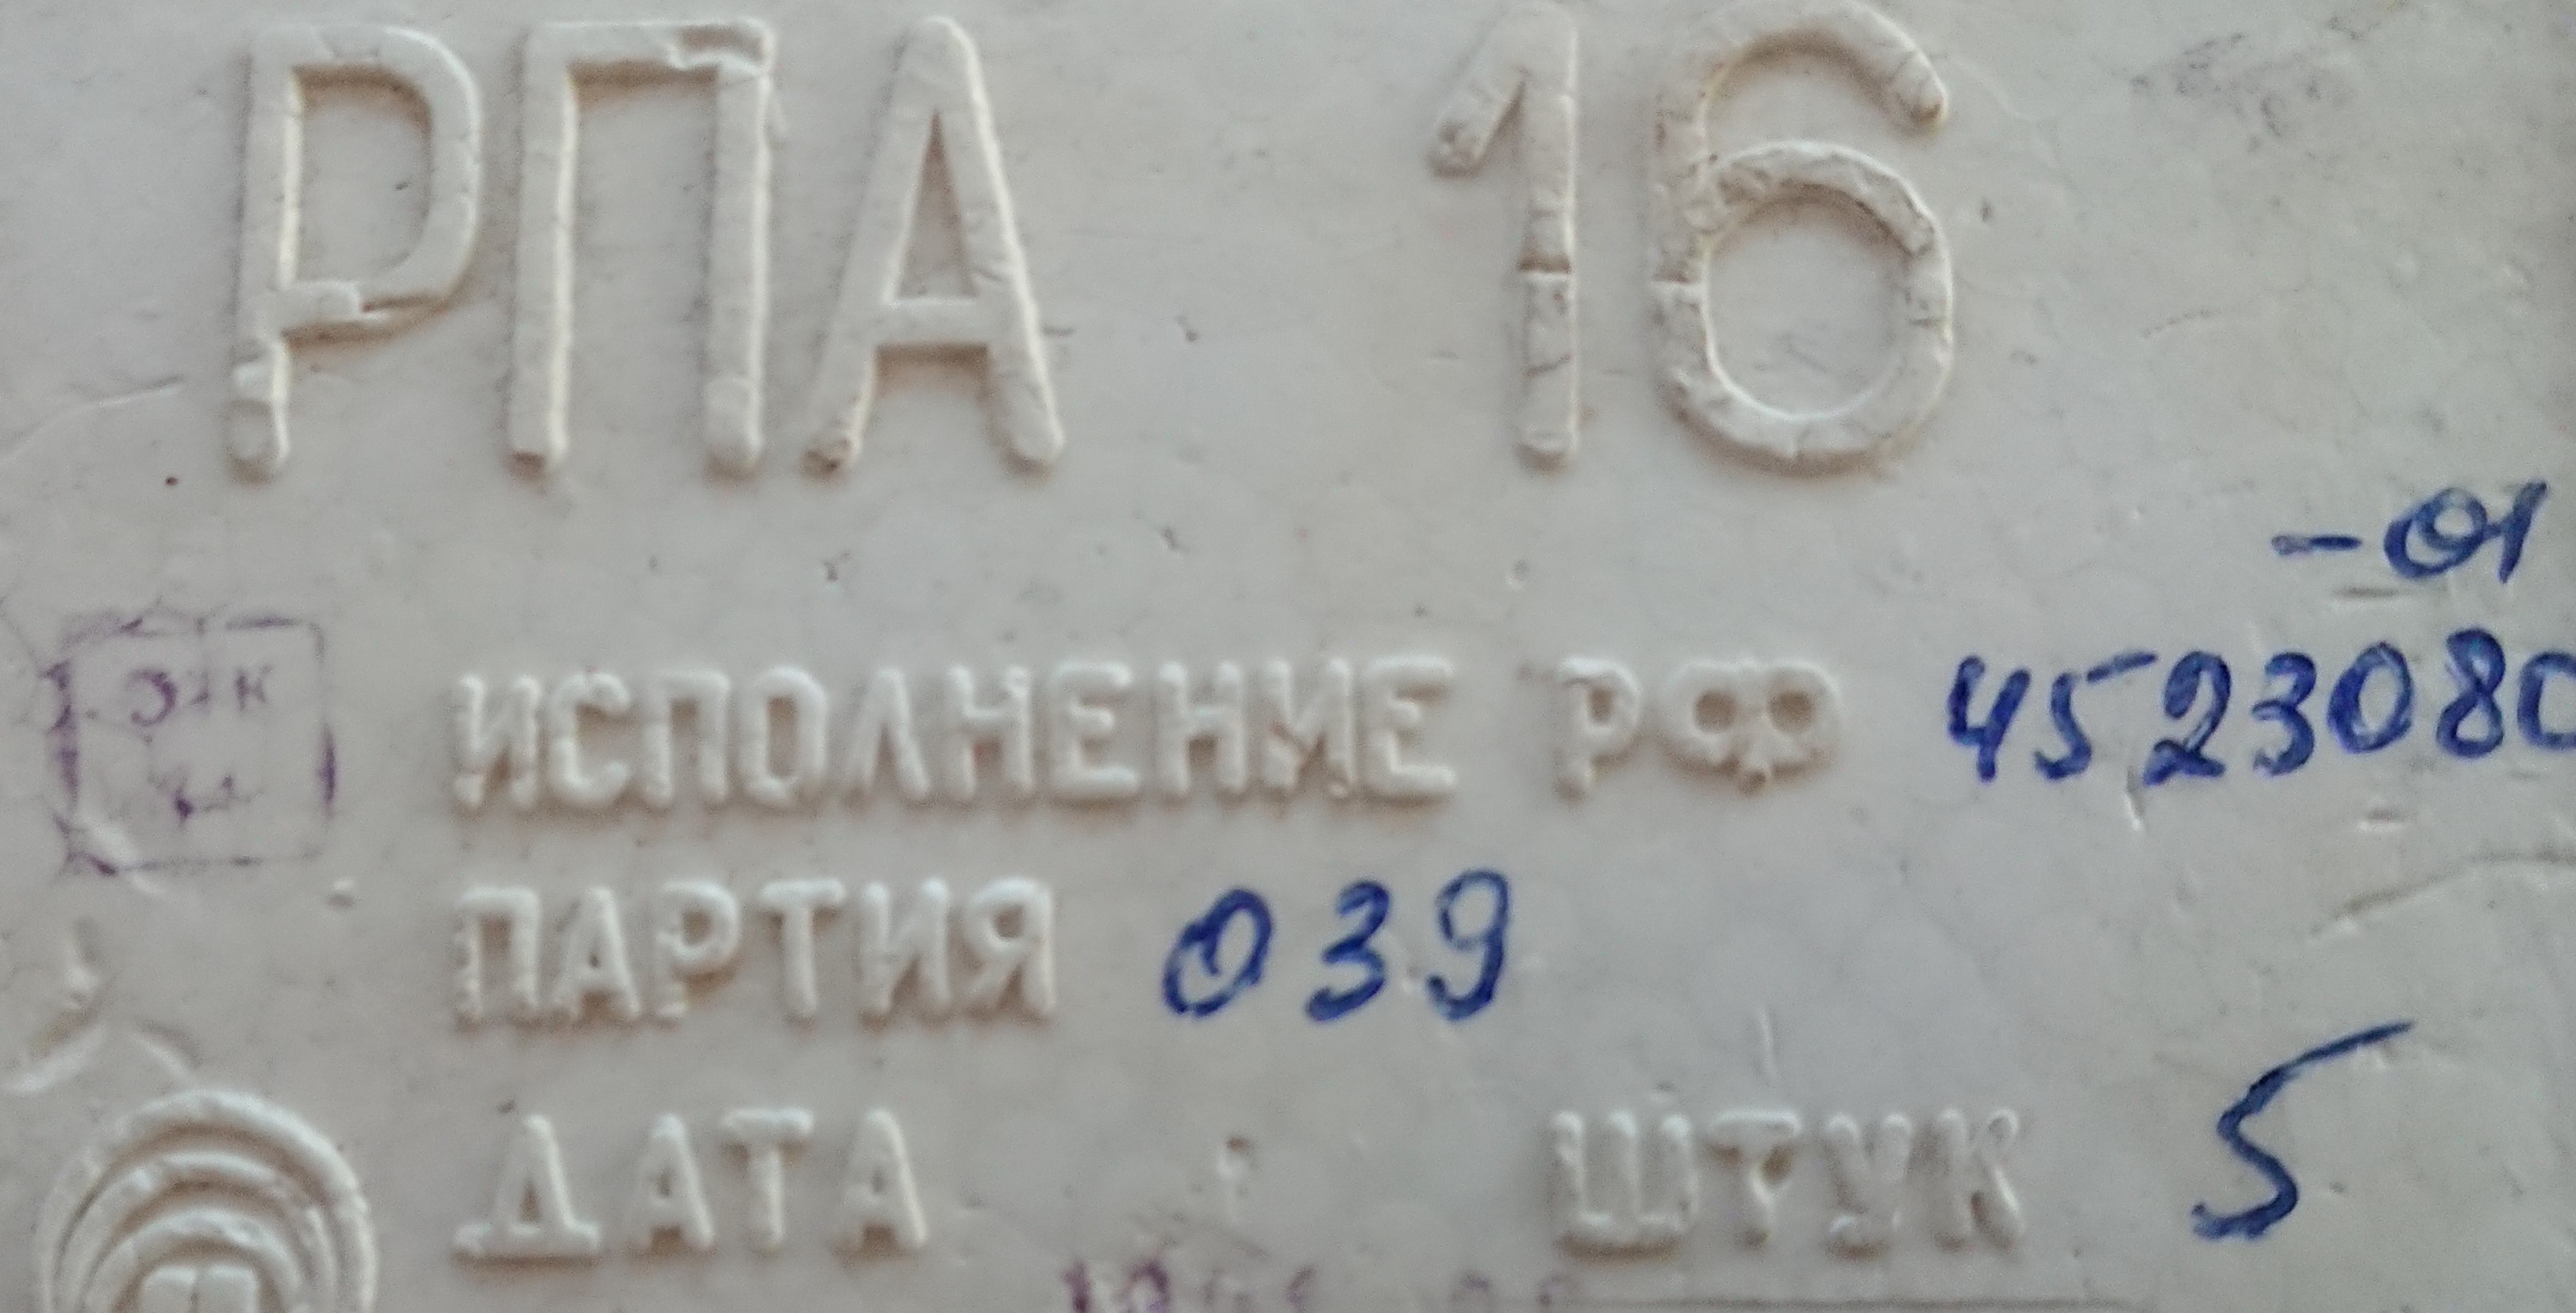 РПА 16
-01
ИСПОЛНЕНИЕ РФ 4523080
ПАРТИЯ 039
ДАТА ШТУК 5